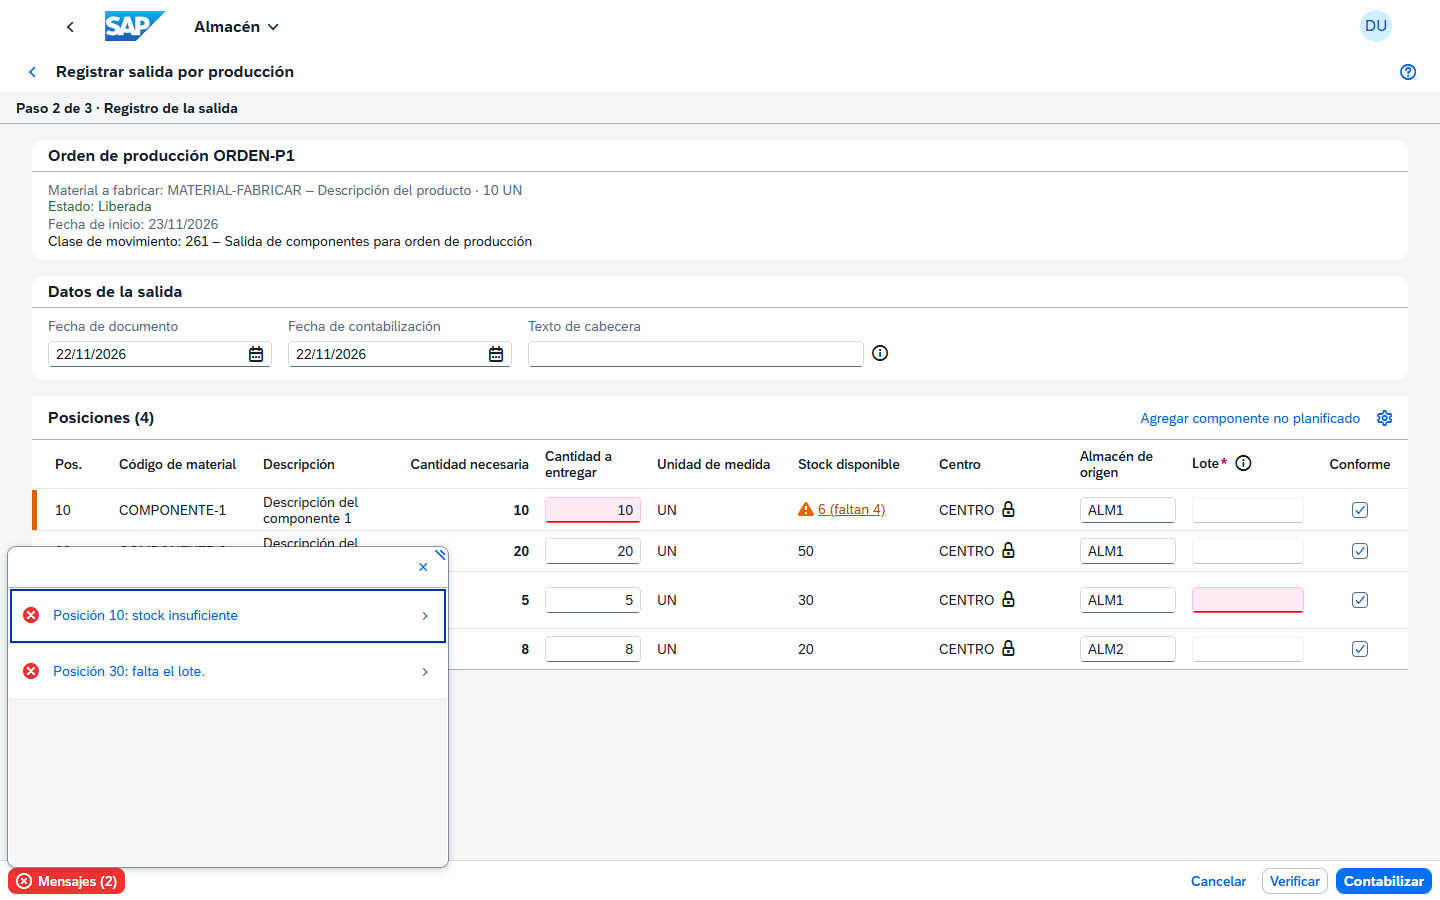 SAP
Almacén
DU
Registrar salida por producción
Paso 2 de 3 · Registro de la salida
Orden de producción ORDEN-P1
Material a fabricar: MATERIAL-FABRICAR – Descripción del producto · 10 UN
Estado: Liberada
Fecha de inicio: 23/11/2026
Clase de movimiento: 261 – Salida de componentes para orden de producción
Datos de la salida
Fecha de documento Fecha de contabilización Texto de cabecera
22/11/2026 22/11/2026
Posiciones (4) Agregar componente no planificado
Pos. Código de material Descripción Cantidad necesaria Cantidad a entregar Unidad de medida Stock disponible Centro Almacén de origen Lote* Conforme
10 COMPONENTE-1 Descripción del componente 1 10 10 UN 6 (faltan 4) CENTRO ALM1
Descripción del 20 20 UN 50 CENTRO ALM1
5 5 UN 30 CENTRO ALM1
8 8 UN 20 CENTRO ALM2
Posición 10: stock insuficiente
Posición 30: falta el lote.
Mensajes (2) Cancelar Verificar Contabilizar